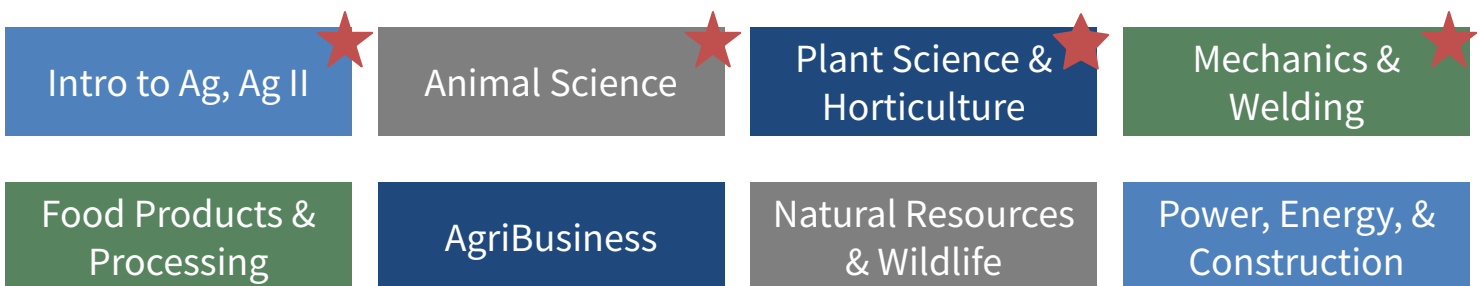 Intro to Ag, Ag II
Animal Science
Plant Science &
Horticulture
Mechanics &
Welding
Food Products &
Processing
AgriBusiness
Natural Resources
& Wildlife
Power, Energy, &
Construction